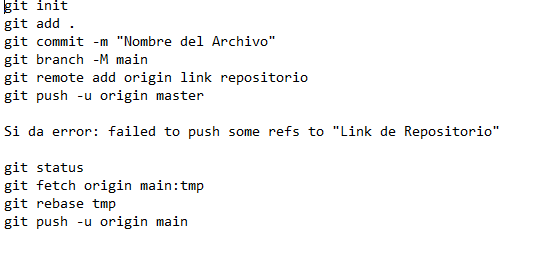 git init
git add .
git commit -m "Nombre del Archivo"
git branch -M main
git remote add origin link repositorio
git push -u origin master
Si da error: failed to push some refs to "Link de Repositorio"
git status
git fetch origin main:tmp
git rebase tmp
git push -u origin main